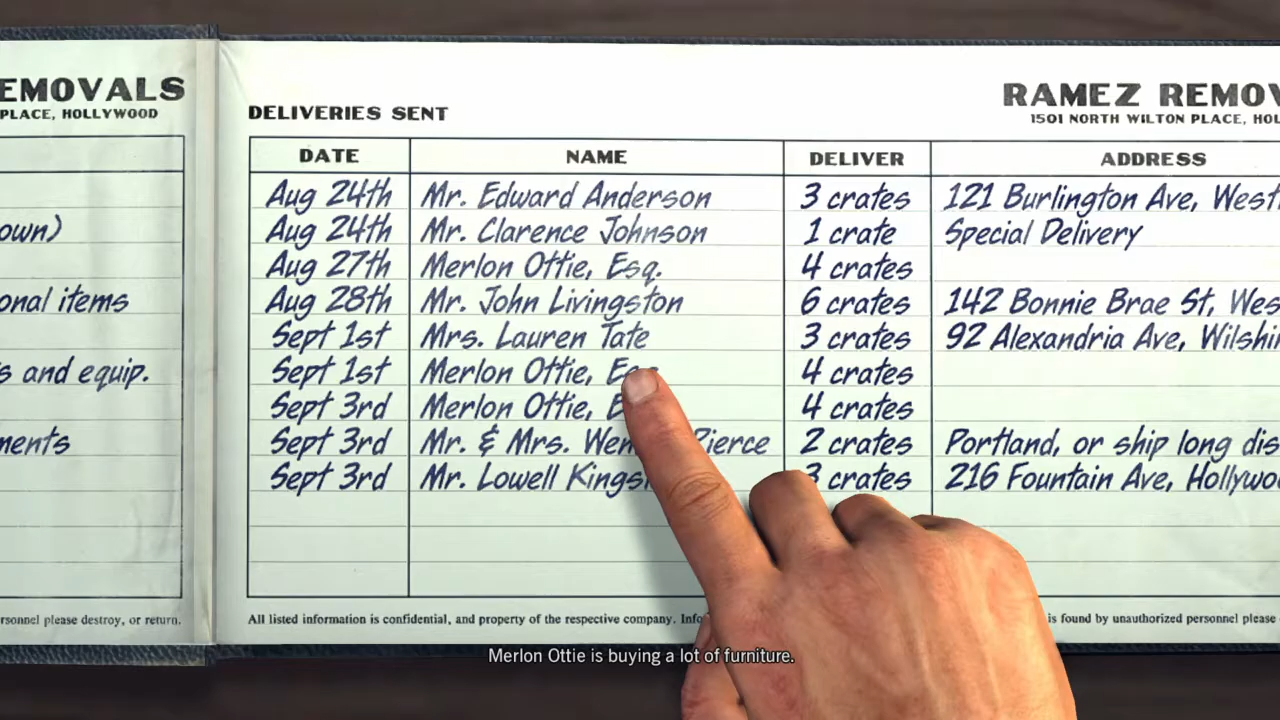 EMOVALS
PLACE, HOLLYWOOD
own)
onal items
s and equip.
ments
rsonnel please destroy, or return.
DELIVERIES SENT
RAMEZ REMOV
1501 NORTH WILTON PLACE, HOL
DATE NAME DELIVER ADDRESS
Aug 24th Mr. Edward Anderson 3 crates 121 Burlington Ave, West
Aug 24th Mr. Clarence Johnson 1 crate Special Delivery
Aug 27th Merlon Ottie, Esq. 4 crates
Aug 28th Mr. John Livingston 6 crates 142 Bonnie Brae St, Wes
Sept 1st Mrs. Lauren Tate 3 crates 92 Alexandria Ave, Wilshi
Sept 1st Merlon Ottie, 4 crates
Sept 3rd Merlon Ottie, 4 crates
Sept 3rd Mr. & Mrs. Pierce 2 crates Portland, or ship long dis
Sept 3rd Mr. Lowell Kings 3 crates 216 Fountain Ave, Hollywo
All listed information is confidential, and property of the respective company. Info is found by unauthorized personnel please
Merlon Ottie is buying a lot of furniture.